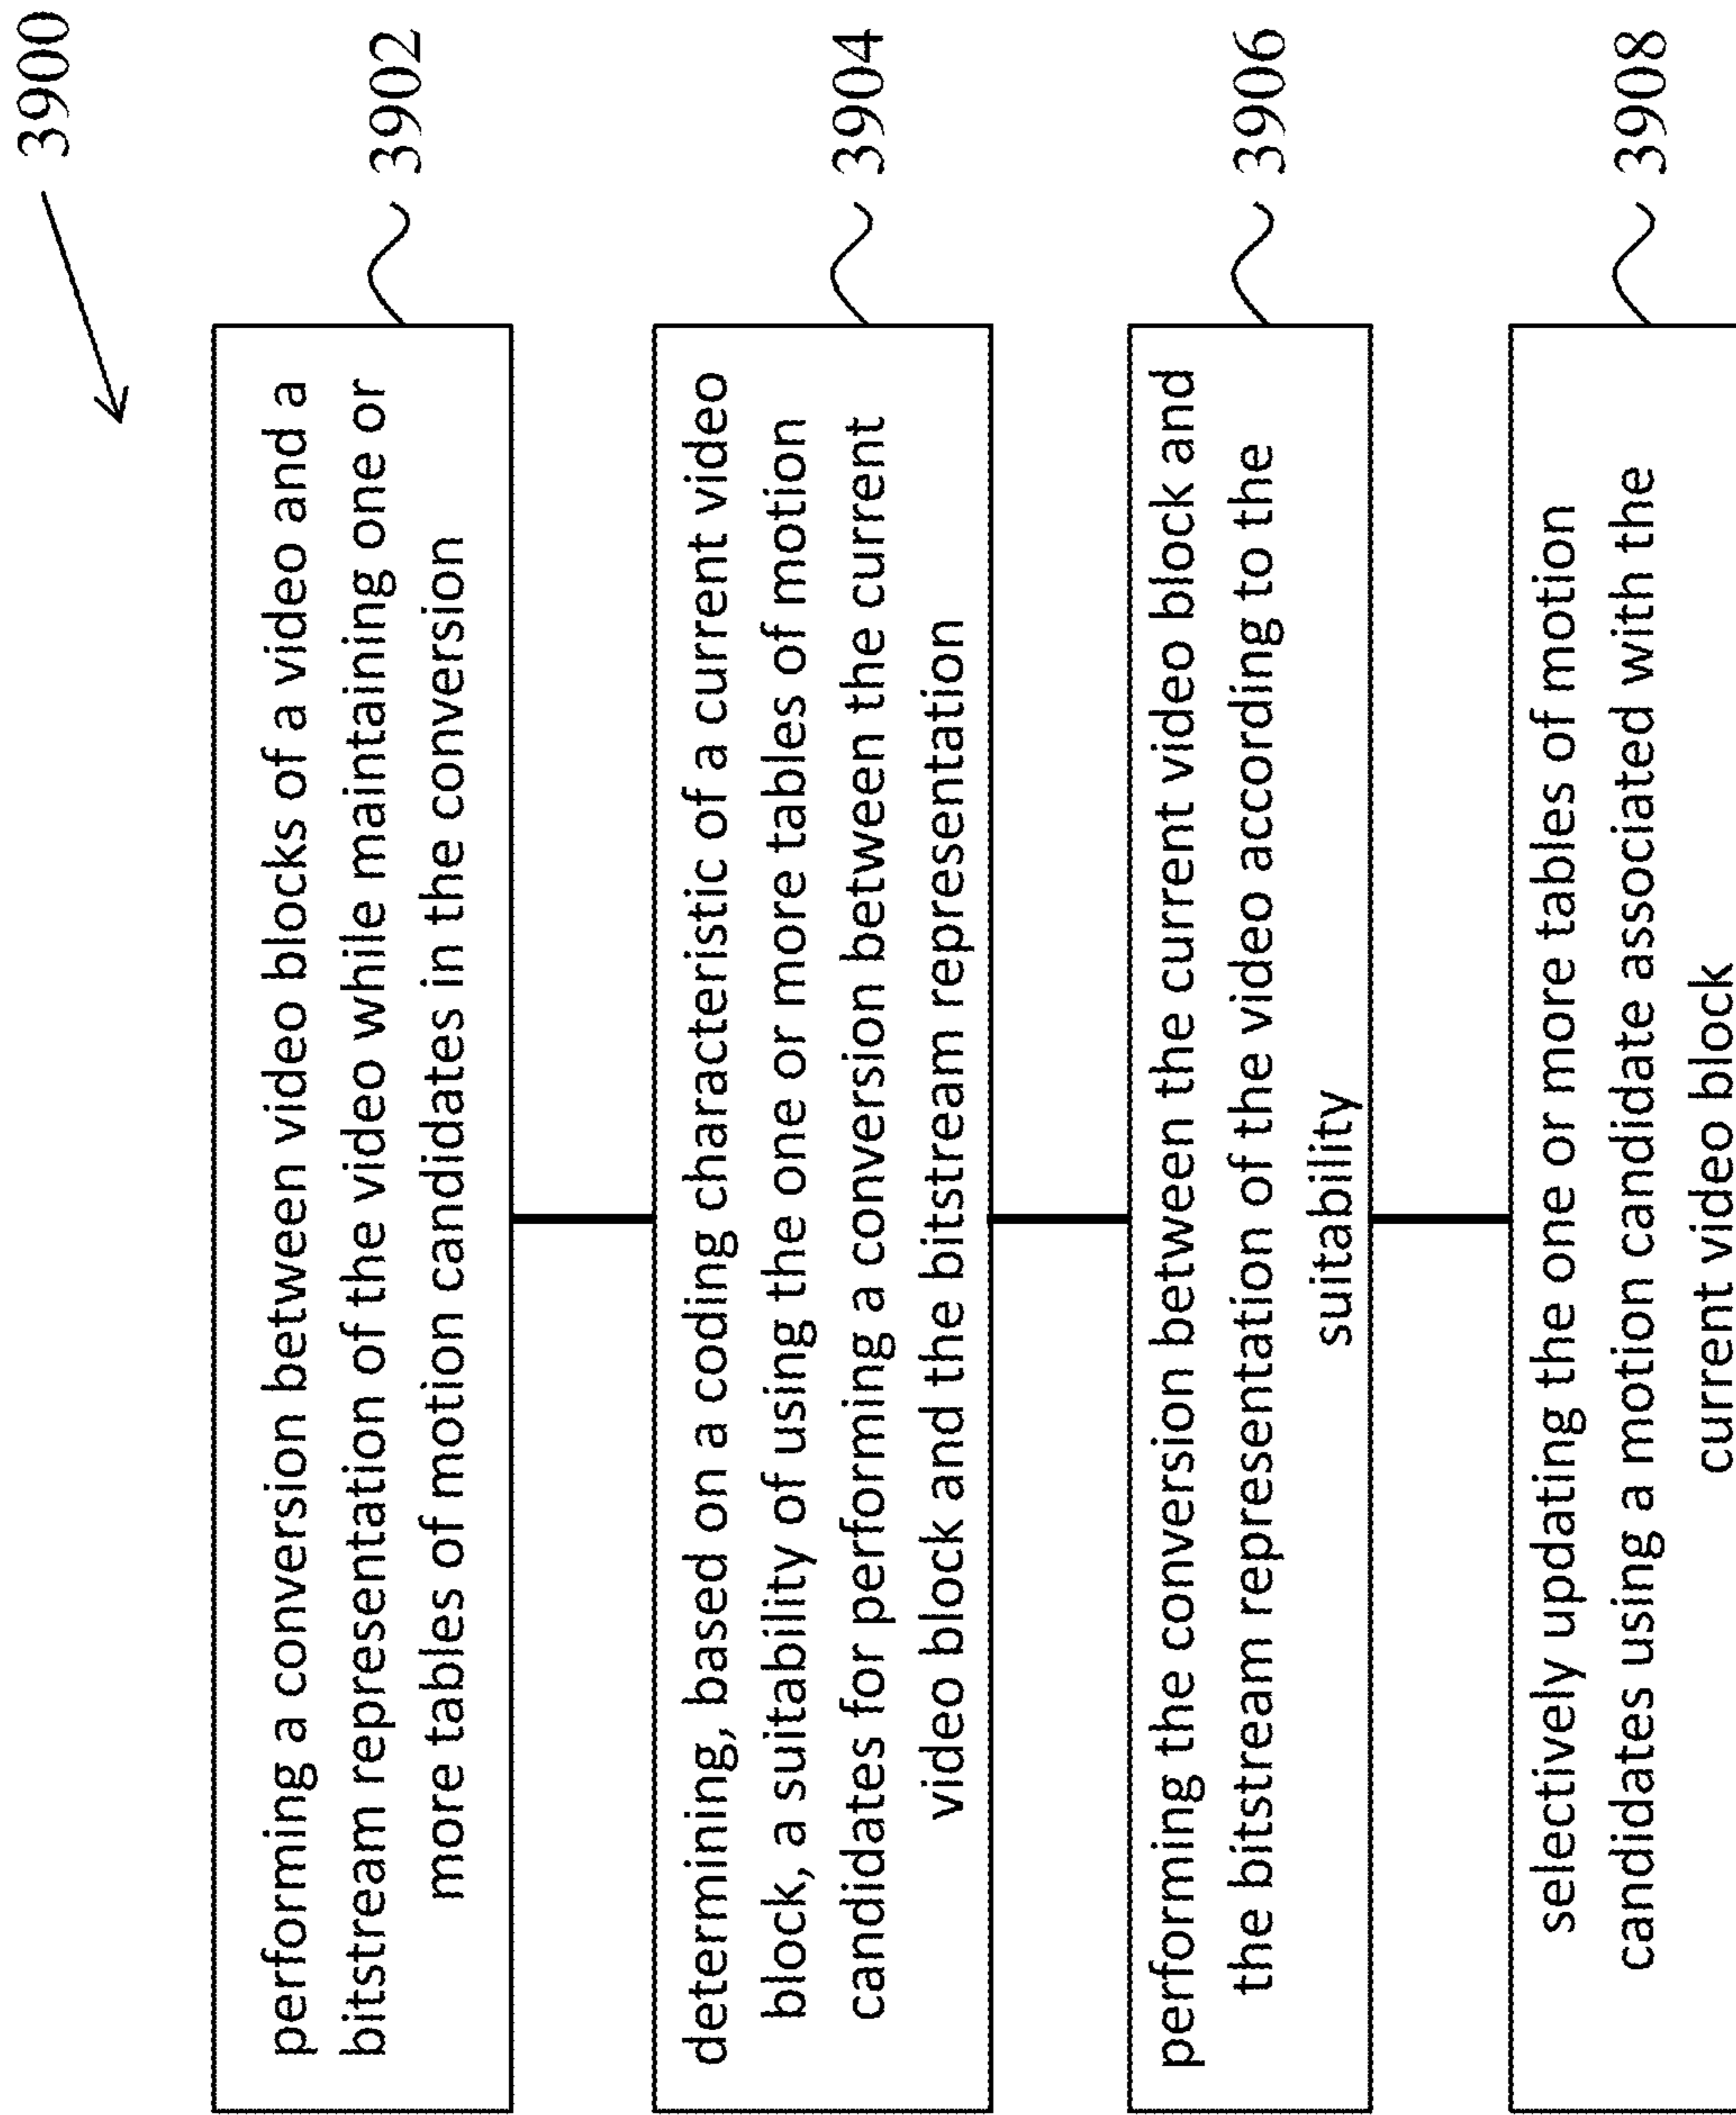 3900
performing a conversion between video blocks of a video and a
bitstream representation of the video while maintaining one or
more tables of motion candidates in the conversion
3902
determining, based on a coding characteristic of a current video
block, a suitability of using the one or more tables of motion
candidates for performing a conversion between the current
video block and the bitstream representation
3904
performing the conversion between the current video block and
the bitstream representation of the video according to the
suitability
3906
selectively updating the one or more tables of motion
candidates using a motion candidate associated with the
current video block
3908